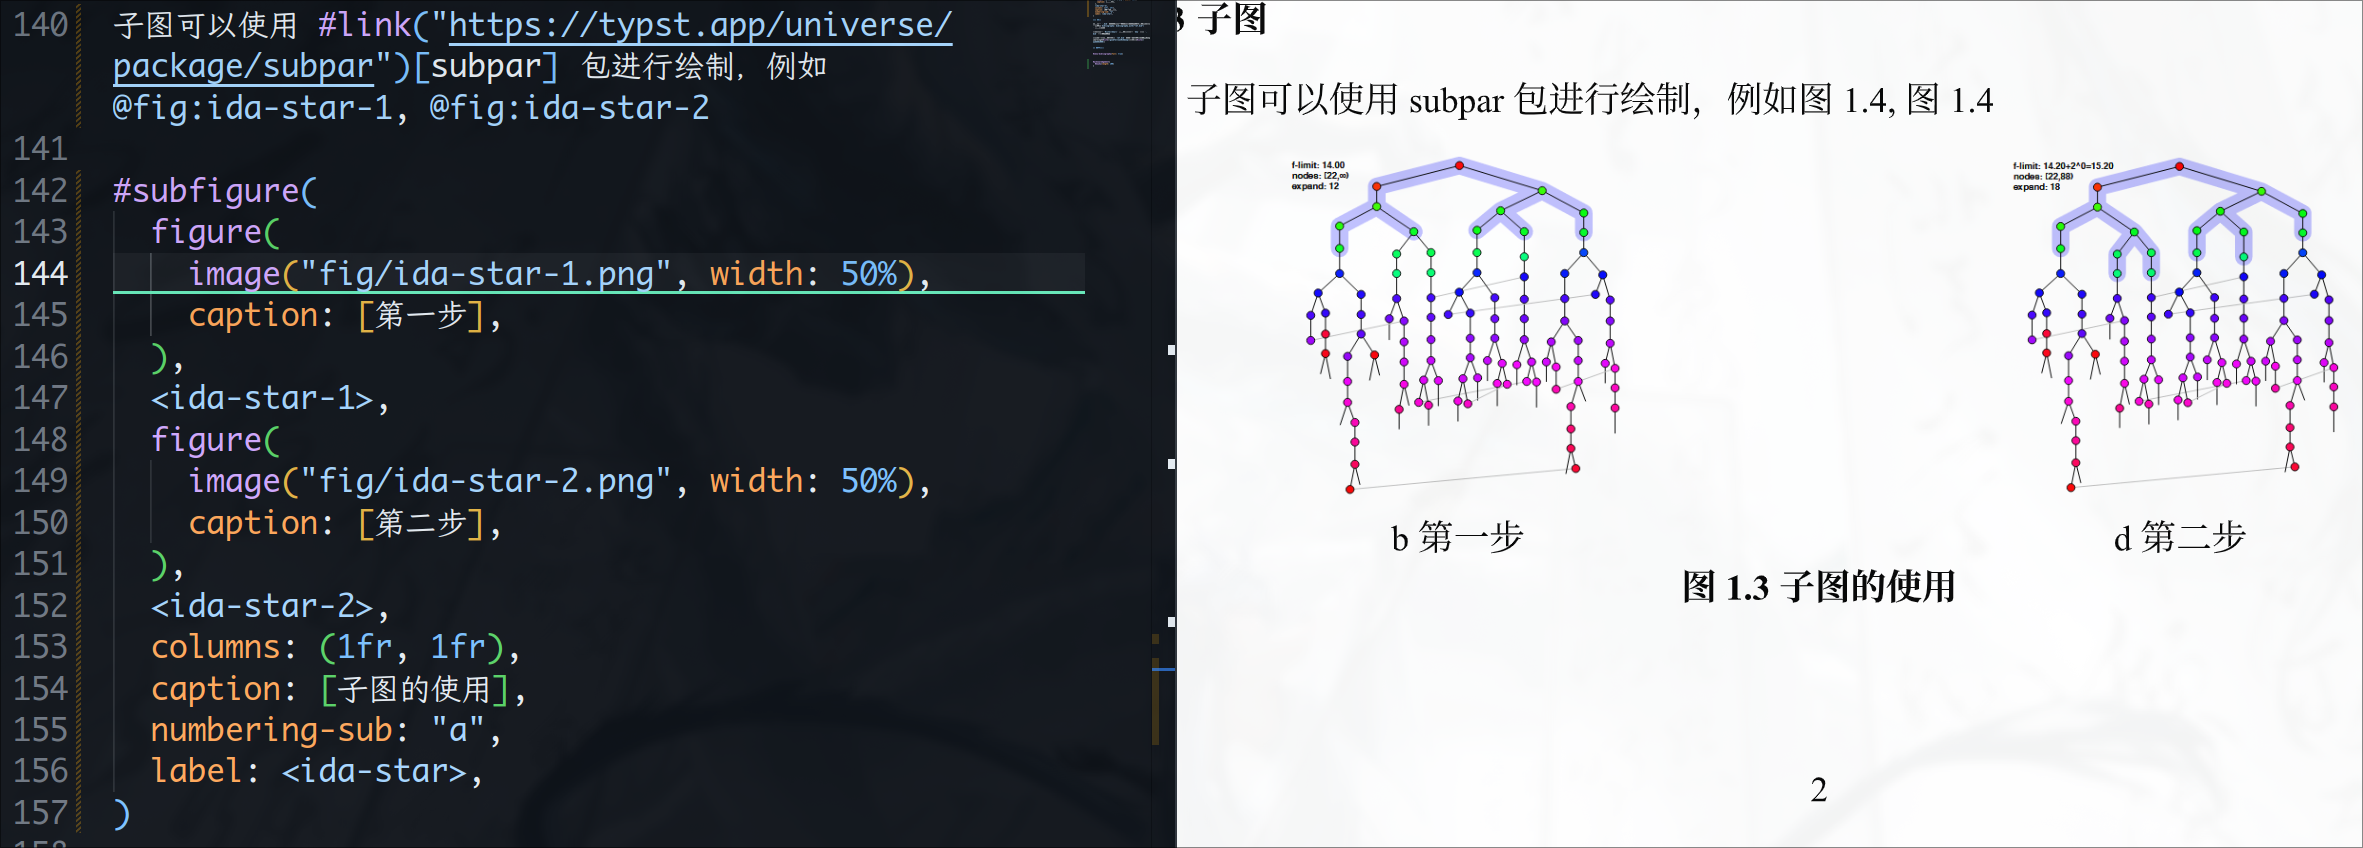 140 子图可以使用 #link("https://typst.app/universe/
package/subpar")[subpar] 包进行绘制，例如
@fig:ida-star-1, @fig:ida-star-2
141
142 #subfigure(
143 figure(
144 image("fig/ida-star-1.png", width: 50%),
145 caption: [第一步],
146 ),
147 <ida-star-1>,
148 figure(
149 image("fig/ida-star-2.png", width: 50%),
150 caption: [第二步],
151 ),
152 <ida-star-2>,
153 columns: (1fr, 1fr),
154 caption: [子图的使用],
155 numbering-sub: "a",
156 label: <ida-star>,
157 )
3 子图
子图可以使用 subpar 包进行绘制，例如图 1.4, 图 1.4
f-limit: 14.00
nodes: [22,∞)
expand: 12
f-limit: 14.20+2^0=15.20
nodes: [22,88)
expand: 18
b 第一步
d 第二步
图 1.3 子图的使用
2